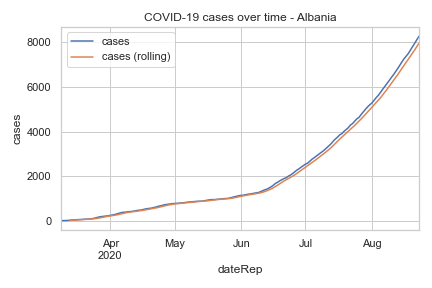 COVID-19 cases over time - Albania
cases
cases (rolling)
8000
6000
4000
2000
0
cases
Apr
2020
May
Jun
Jul
Aug
dateRep